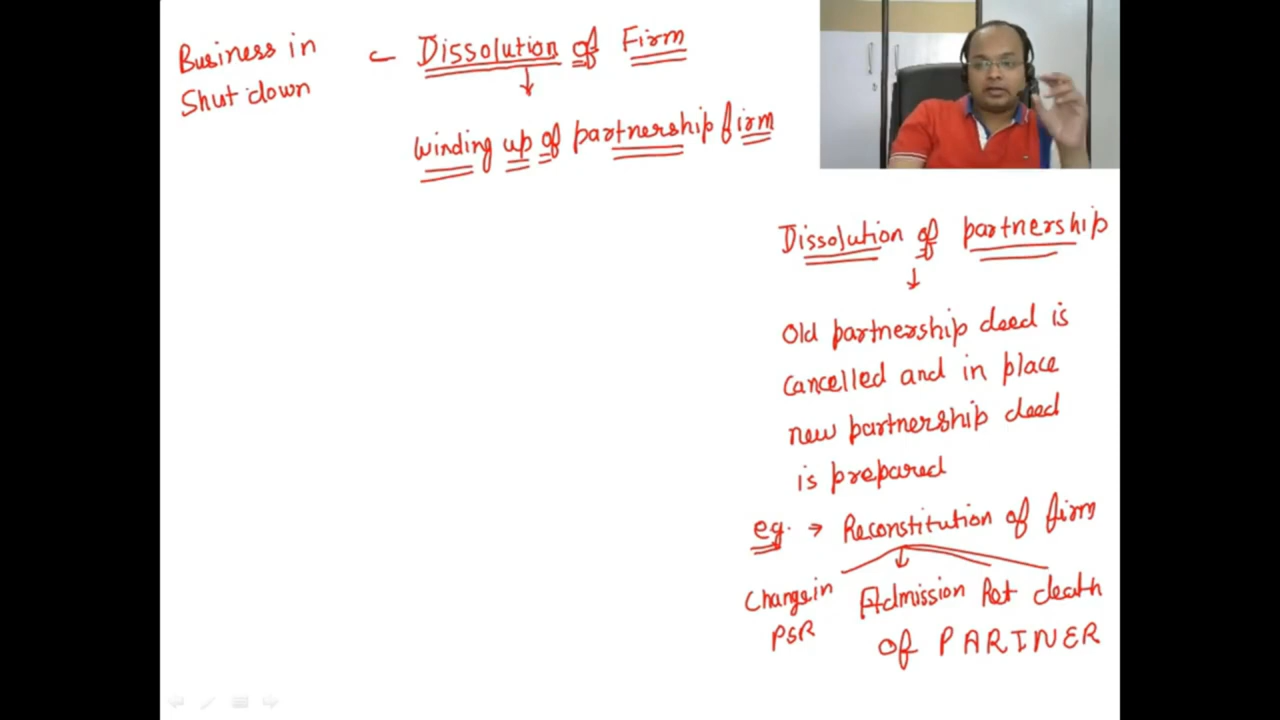 Business in
Shut down
Dissolution of Firm
winding up of partnership firm
Dissolution of partnership
Old partnership deed is
cancelled and in place
new partnership deed
is prepared
eg. → Reconstitution of firm
Change in
PSR
Admission Ret death
of PARTNER